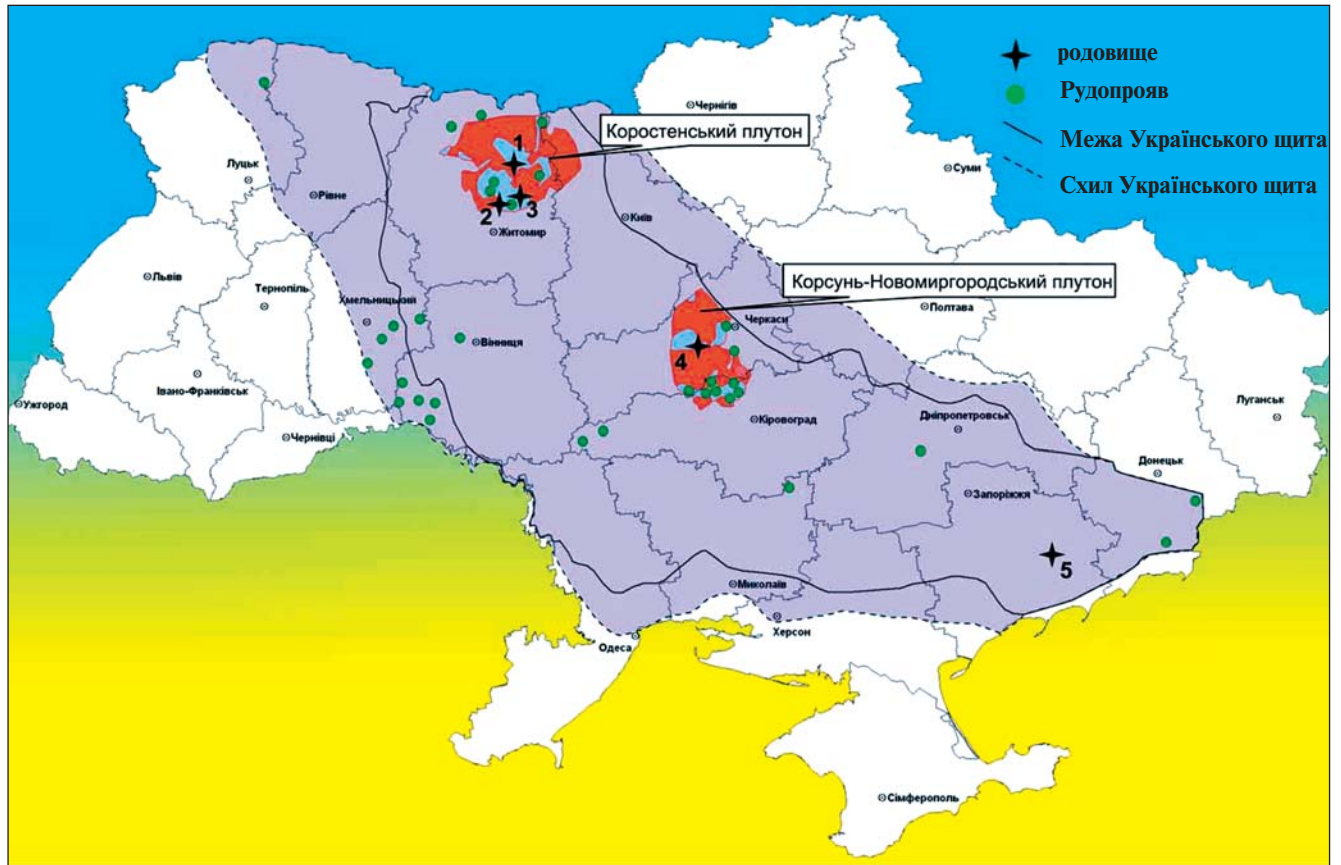 родовище
Рудопрояв
Межа Українського щита
Схил Українського щита
Чернігів
Коростенський плутон
1
Луцьк
Суми
Рівне
Київ
2
3
Житомир
Львів
Тернопіль
Корсунь-Новомиргородський плутон
Хмельницький
Полтава
Черкаси
Вінниця
4
Івано-Франківськ
Ужгород
Луганськ
Кіровоград
Дніпропетровськ
Чернівці
Донецьк
Запоріжжя
5
Миколаїв
Херсон
Одеса
Сімферополь